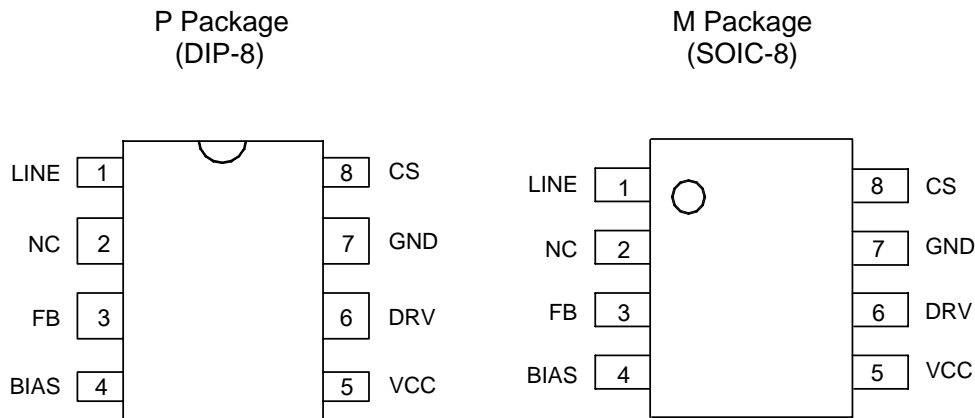 P Package
(DIP-8)
M Package
(SOIC-8)
LINE 1 8 CS
NC 2 7 GND
FB 3 6 DRV
BIAS 4 5 VCC
LINE 1 8 CS
NC 2 7 GND
FB 3 6 DRV
BIAS 4 5 VCC